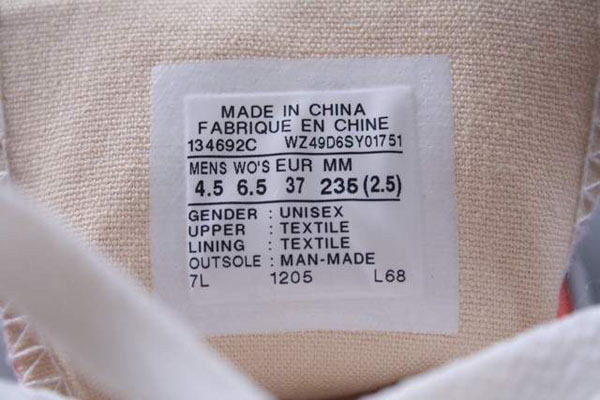 MADE IN CHINA
FABRIQUE EN CHINE
134692C WZ49D6SY01751
MENS WO'S EUR MM
4.5 6.5 37 235 (2.5)
GENDER : UNISEX
UPPER : TEXTILE
LINING : TEXTILE
OUTSOLE : MAN-MADE
7L 1205 L68